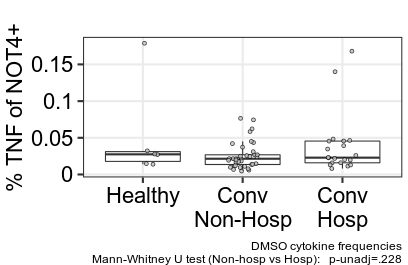 % TNF of NOT4+
0.15
0.1
0.05
0
Healthy
Conv Non-Hosp
Conv Hosp
DMSO cytokine frequencies
Mann-Whitney U test (Non-hosp vs Hosp): p-unadj=.228